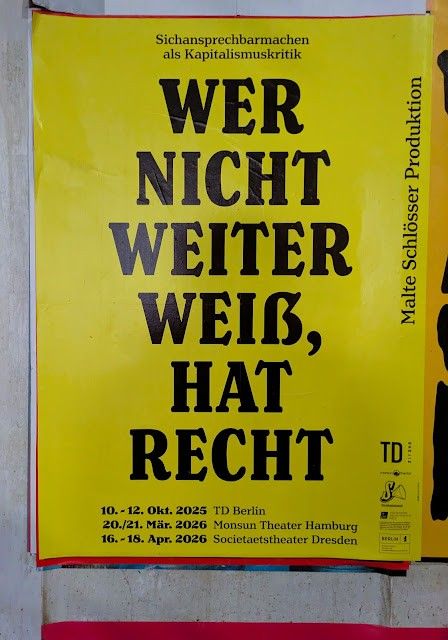 Sichansprechbarmachen
als Kapitalismuskritik
WER
NICHT
WEITER
WEIß,
HAT
RECHT
Malte Schlösser Produktion
10. - 12. Okt. 2025 TD Berlin
20./21. Mär. 2026 Monsun Theater Hamburg
16. - 18. Apr. 2026 Societaetstheater Dresden
TD
BERLIN